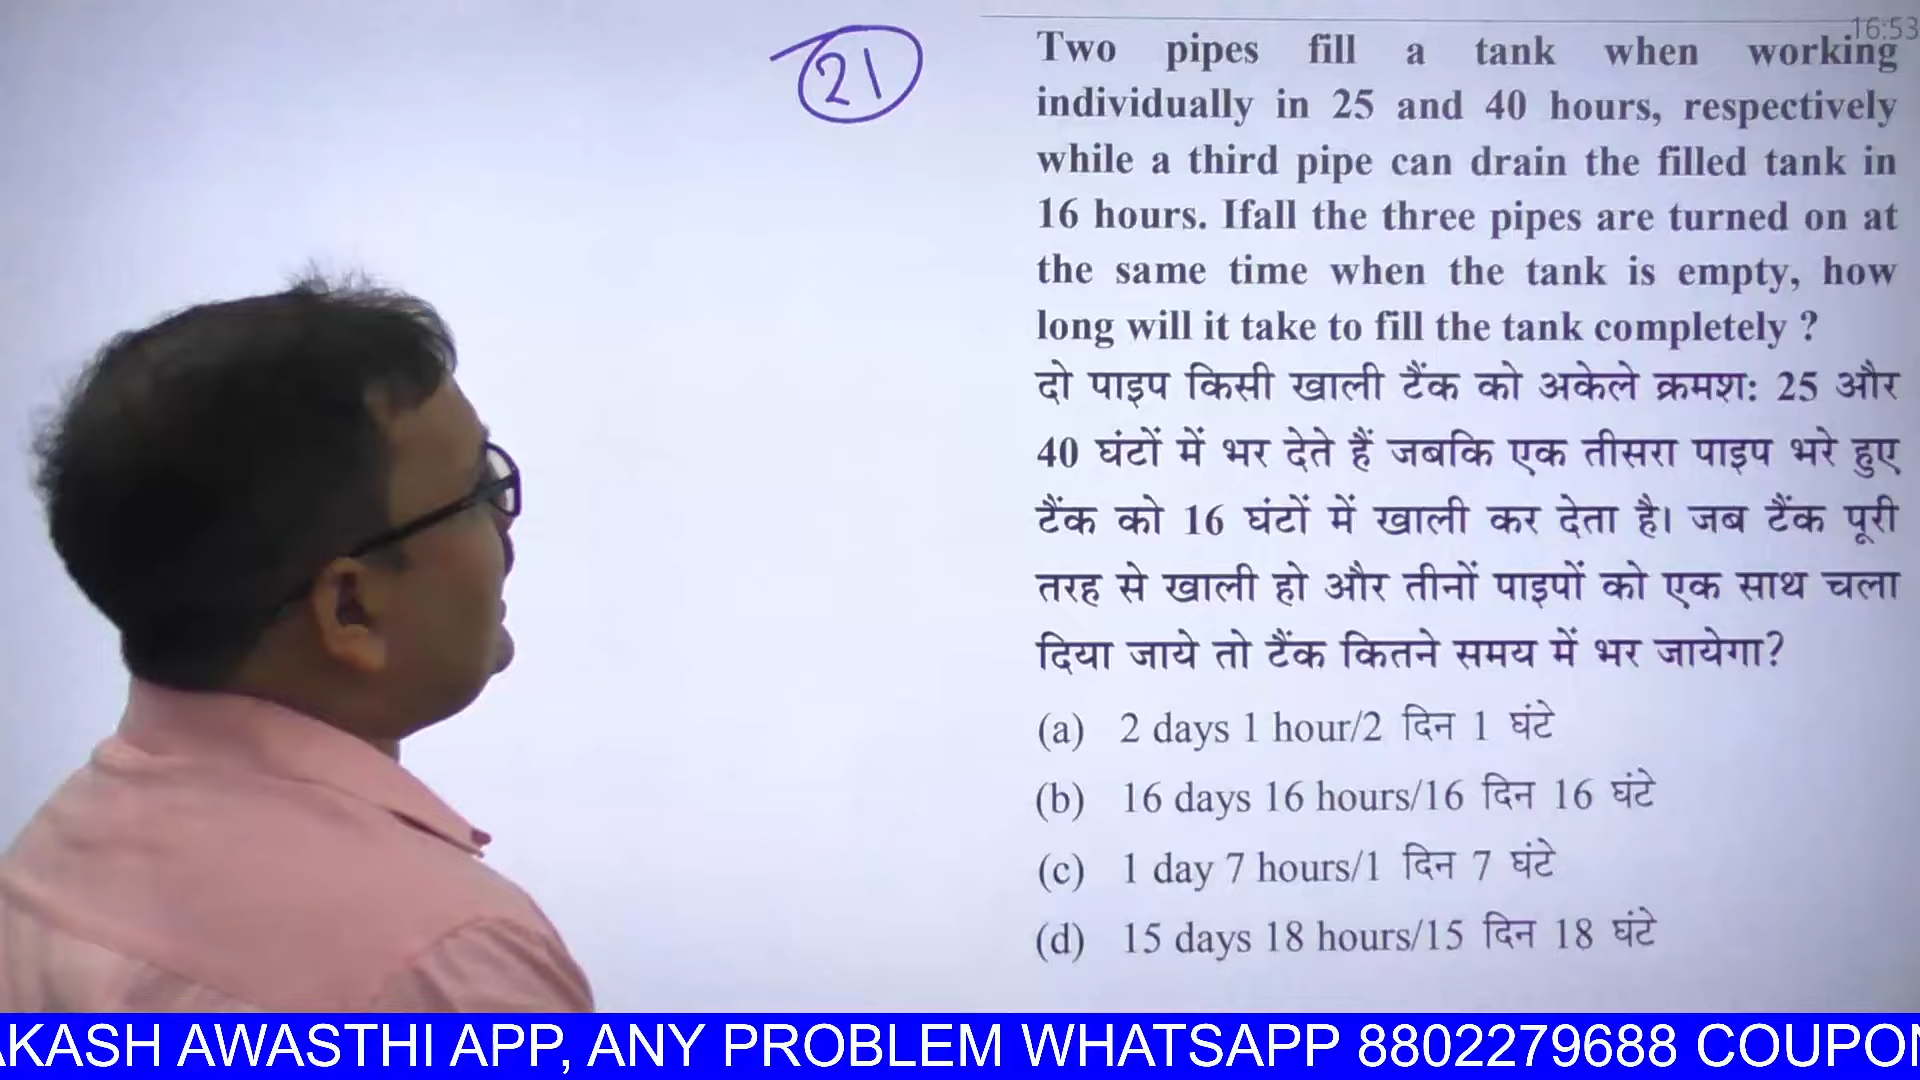 21
16:53
Two pipes fill a tank when working
individually in 25 and 40 hours, respectively
while a third pipe can drain the filled tank in
16 hours. Ifall the three pipes are turned on at
the same time when the tank is empty, how
long will it take to fill the tank completely ?
दो पाइप किसी खाली टैंक को अकेले क्रमशः 25 और
40 घंटों में भर देते हैं जबकि एक तीसरा पाइप भरे हुए
टैंक को 16 घंटों में खाली कर देता है। जब टैंक पूरी
तरह से खाली हो और तीनों पाइपों को एक साथ चला
दिया जाये तो टैंक कितने समय में भर जायेगा?
(a) 2 days 1 hour/2 दिन 1 घंटे
(b) 16 days 16 hours/16 दिन 16 घंटे
(c) 1 day 7 hours/1 दिन 7 घंटे
(d) 15 days 18 hours/15 दिन 18 घंटे
AKASH AWASTHI APP, ANY PROBLEM WHATSAPP 8802279688 COUPON